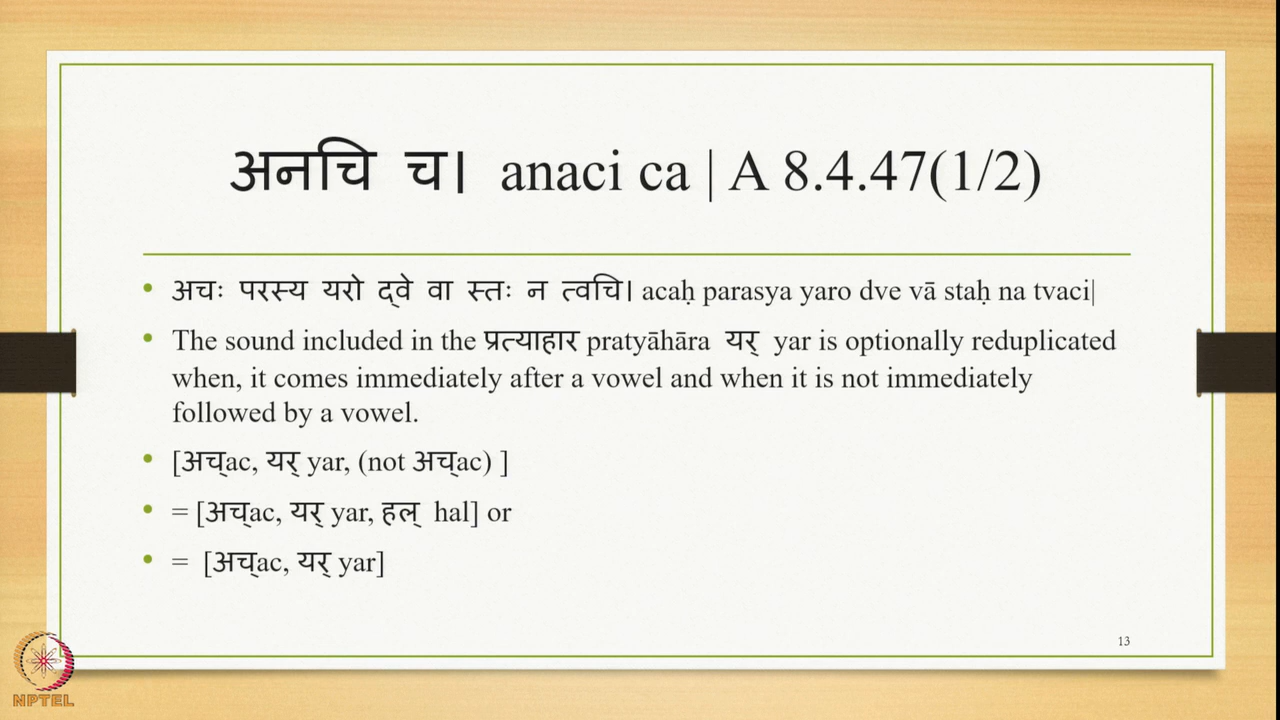 अनचि च। anaci ca | A 8.4.47(1/2)
• अचः परस्य यरो द्वे वा स्तः न त्वचि। acaḥ parasya yaro dve vā staḥ na tvaci|
• The sound included in the प्रत्याहार pratyāhāra यर् yar is optionally reduplicated
when, it comes immediately after a vowel and when it is not immediately
followed by a vowel.
• [अच्ac, यर् yar, (not अच्ac) ]
• = [अच्ac, यर् yar, हल् hal] or
• = [अच्ac, यर् yar]
13
NPTEL